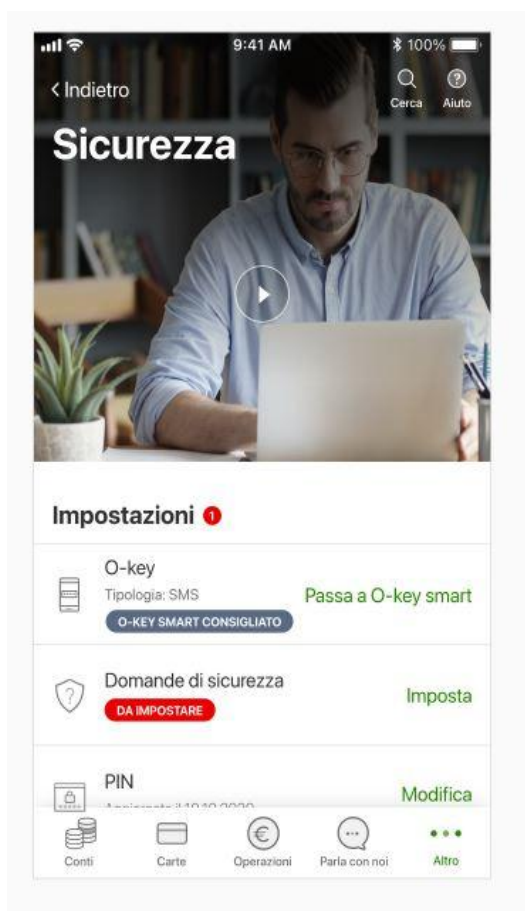 9:41 AM
100%
Indietro
Cerca
Aiuto
Sicurezza
Impostazioni 1
O-key
Tipologia: SMS
Passa a O-key smart
O-KEY SMART CONSIGLIATO
Domande di sicurezza
Imposta
DA IMPOSTARE
PIN
Modifica
Conti
Carte
Operazioni
Parla con noi
Altro